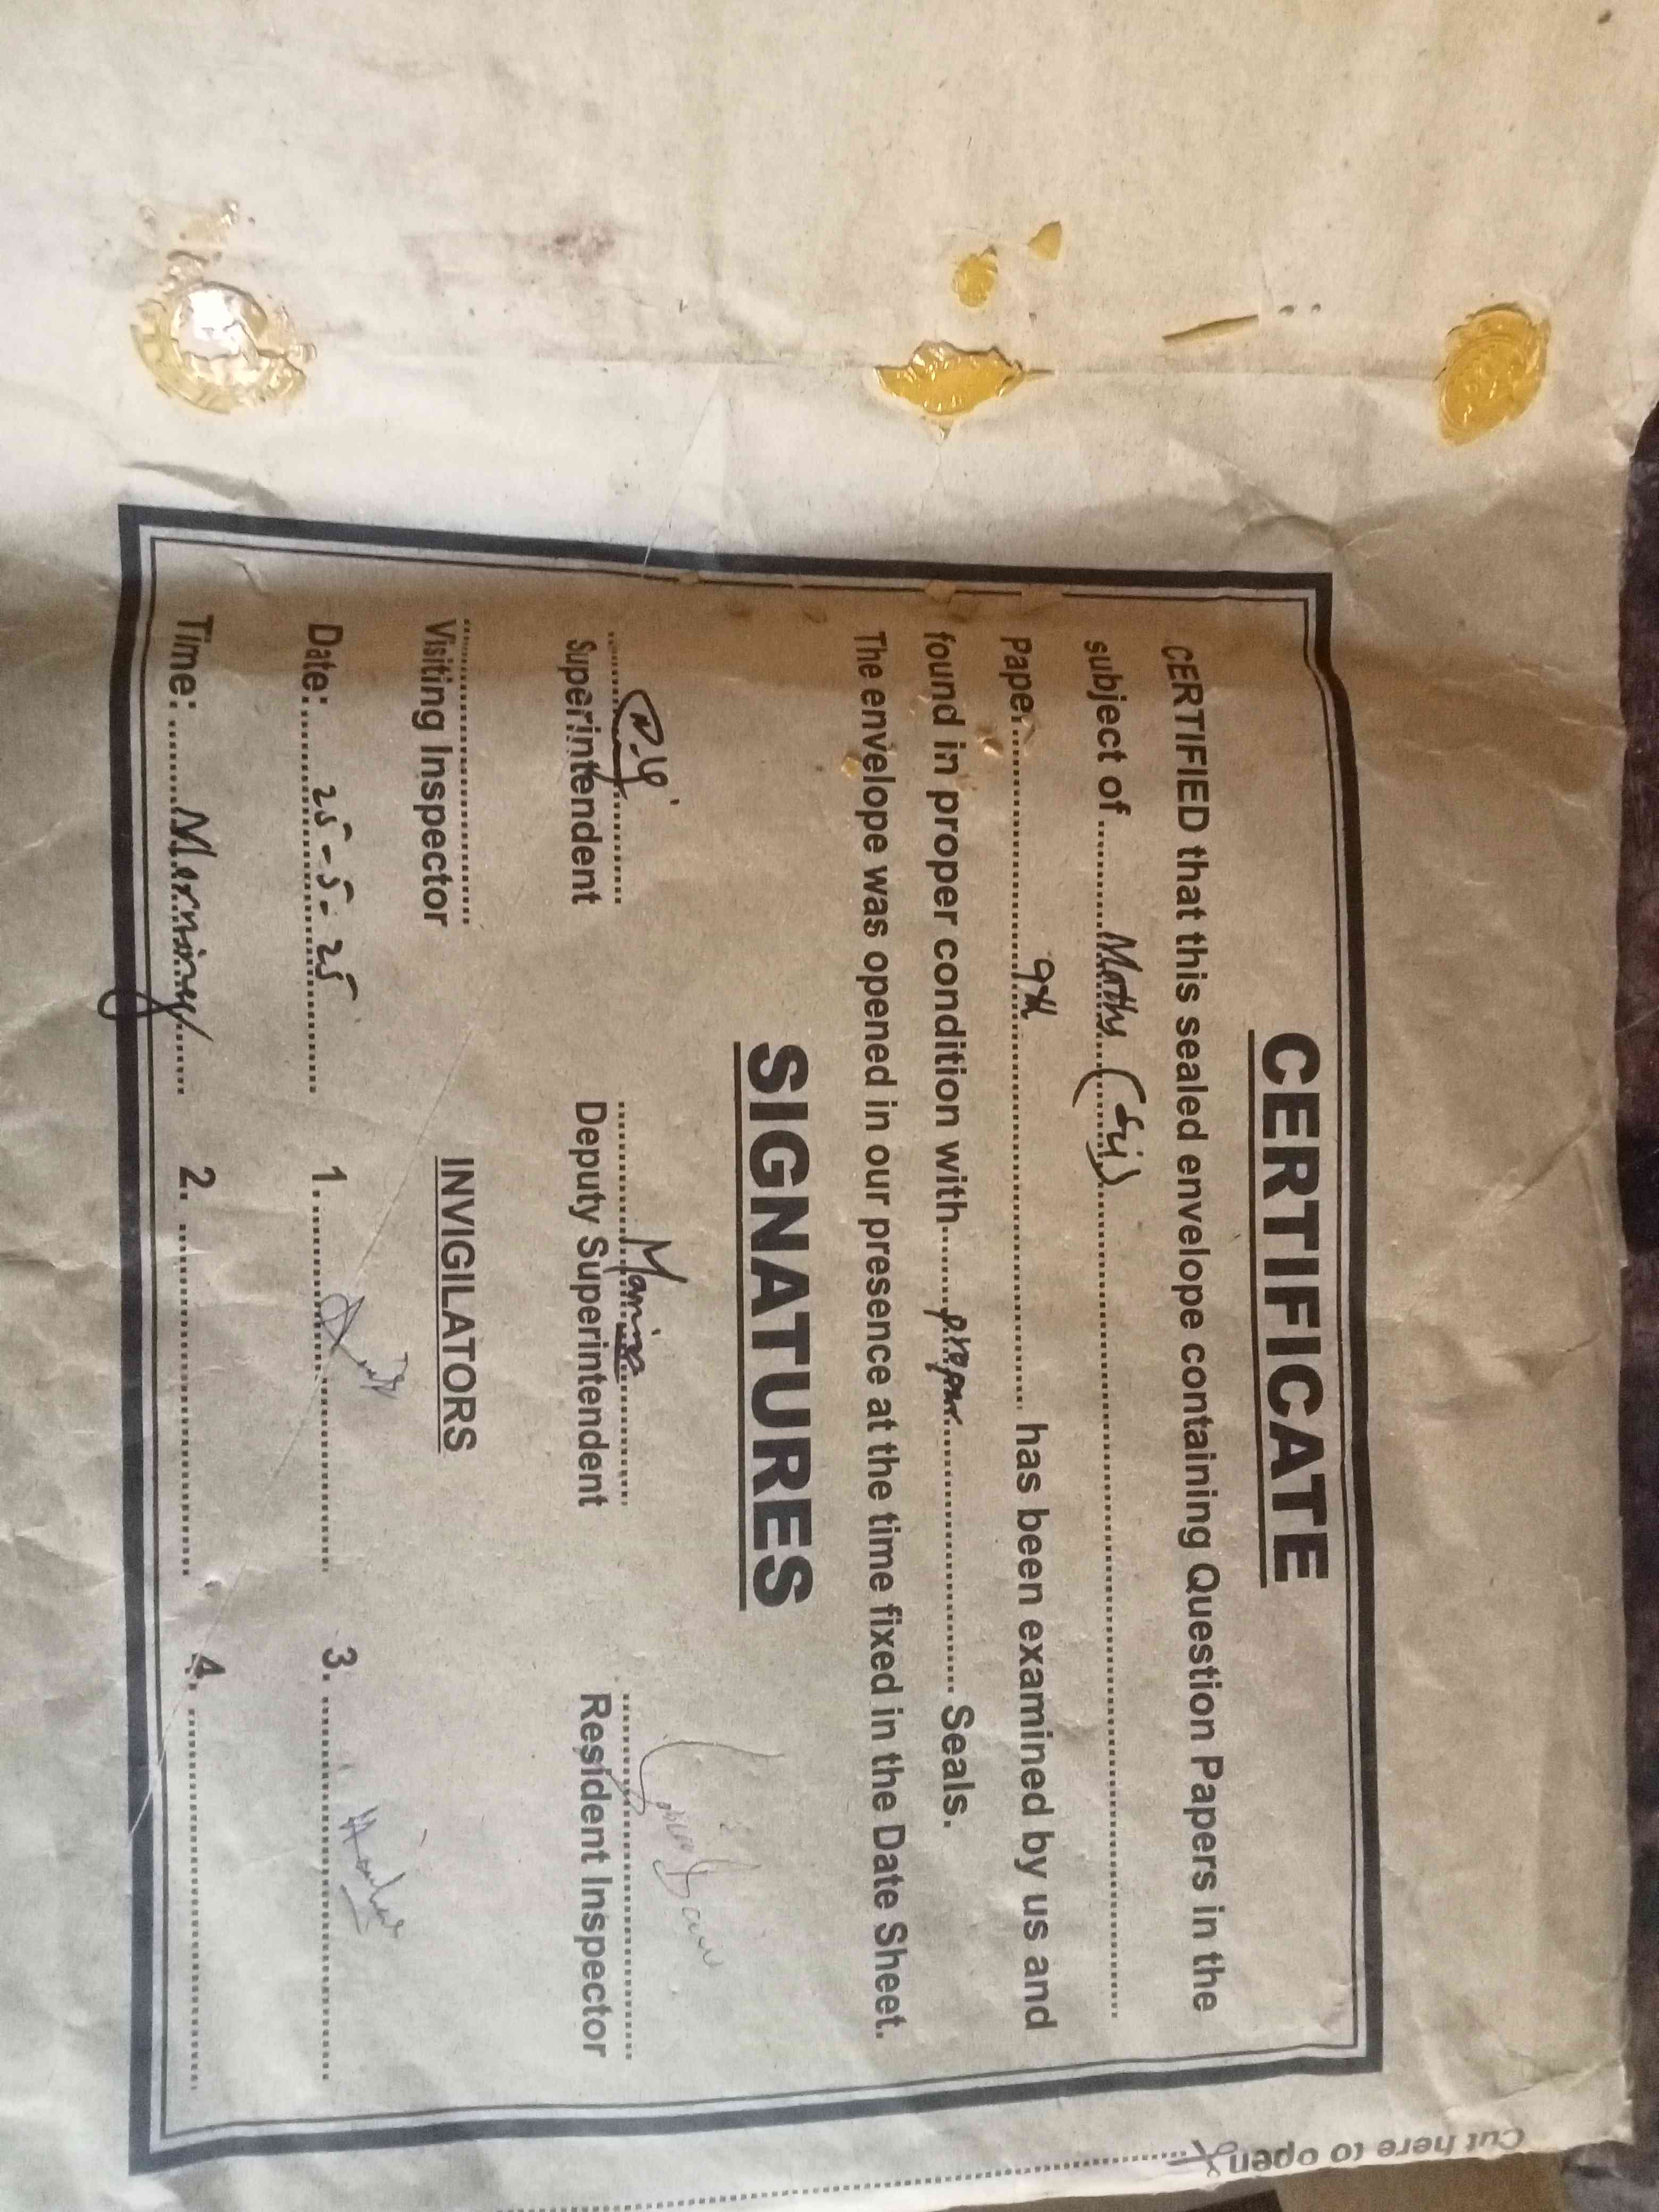 CERTIFICATE
CERTIFIED that this sealed envelope containing Question Papers in the
subject of ........ Maths ( ) ........
Paper ........ 9th ........ has been examined by us and
found in proper condition with ........ proper ........ Seals.
The envelope was opened in our presence at the time fixed in the Date Sheet.
SIGNATURES
Superintendent Deputy Superintendent Resident Inspector
Visiting Inspector INVIGILATORS
Date: 25-5-25 1. 3.
Time: Morning 2. 4.
Cut here to open